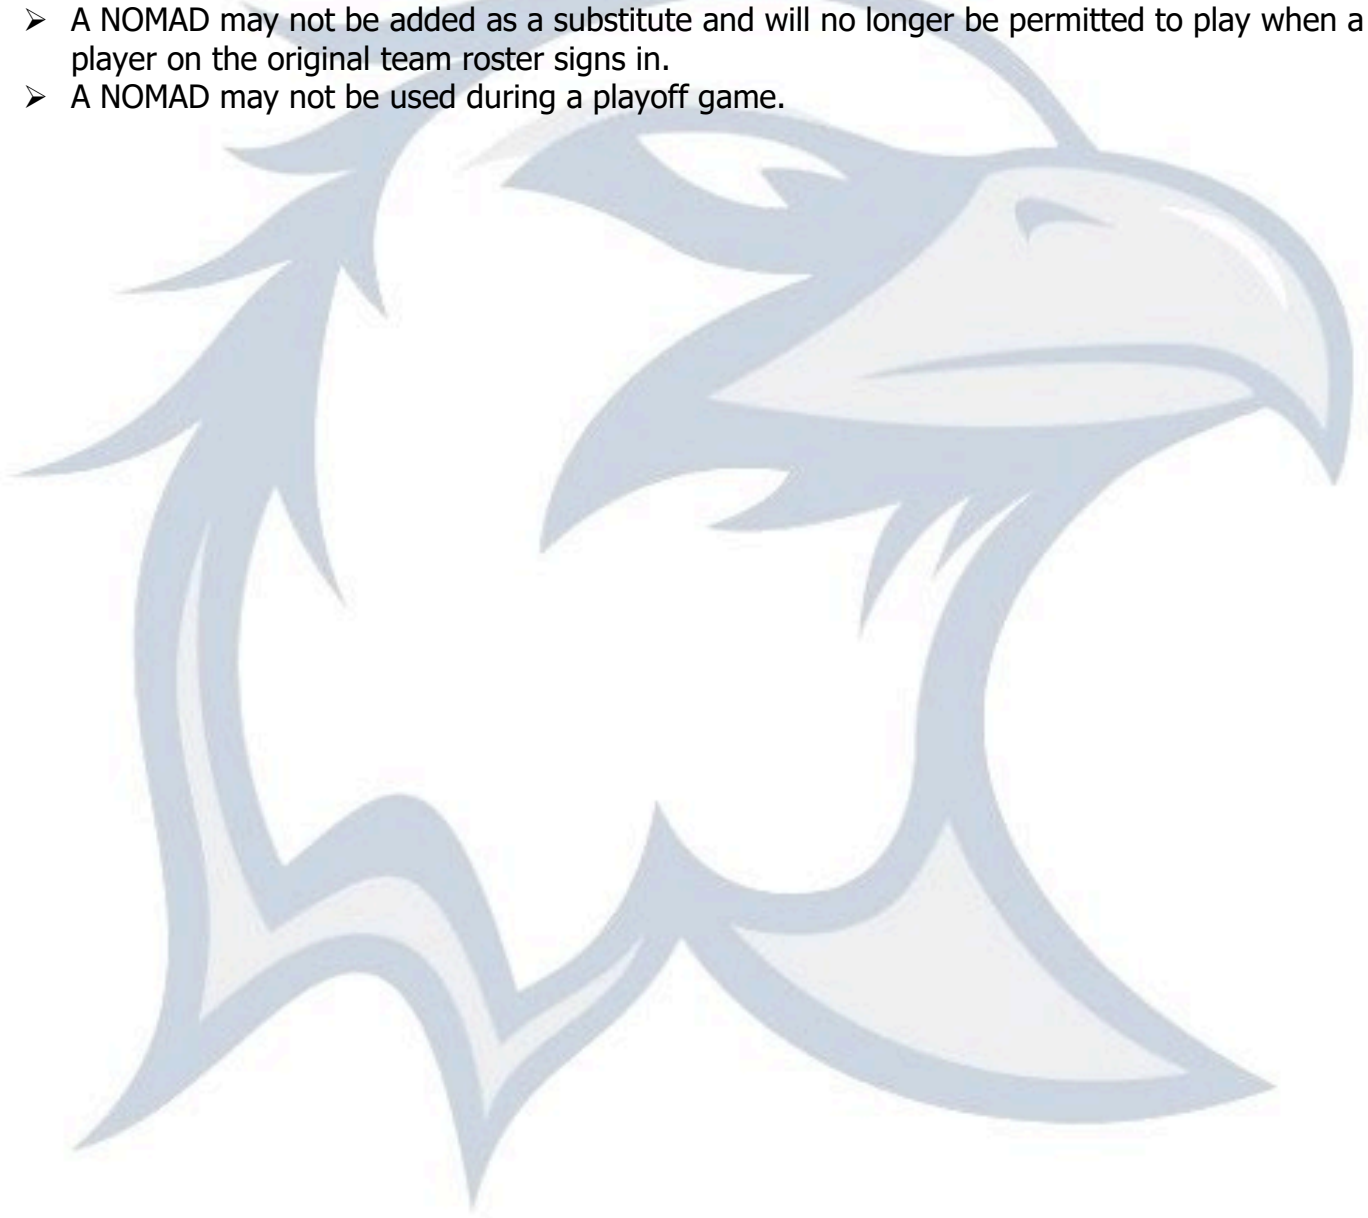 ➢ A NOMAD may not be added as a substitute and will no longer be permitted to play when a
player on the original team roster signs in.
➢ A NOMAD may not be used during a playoff game.